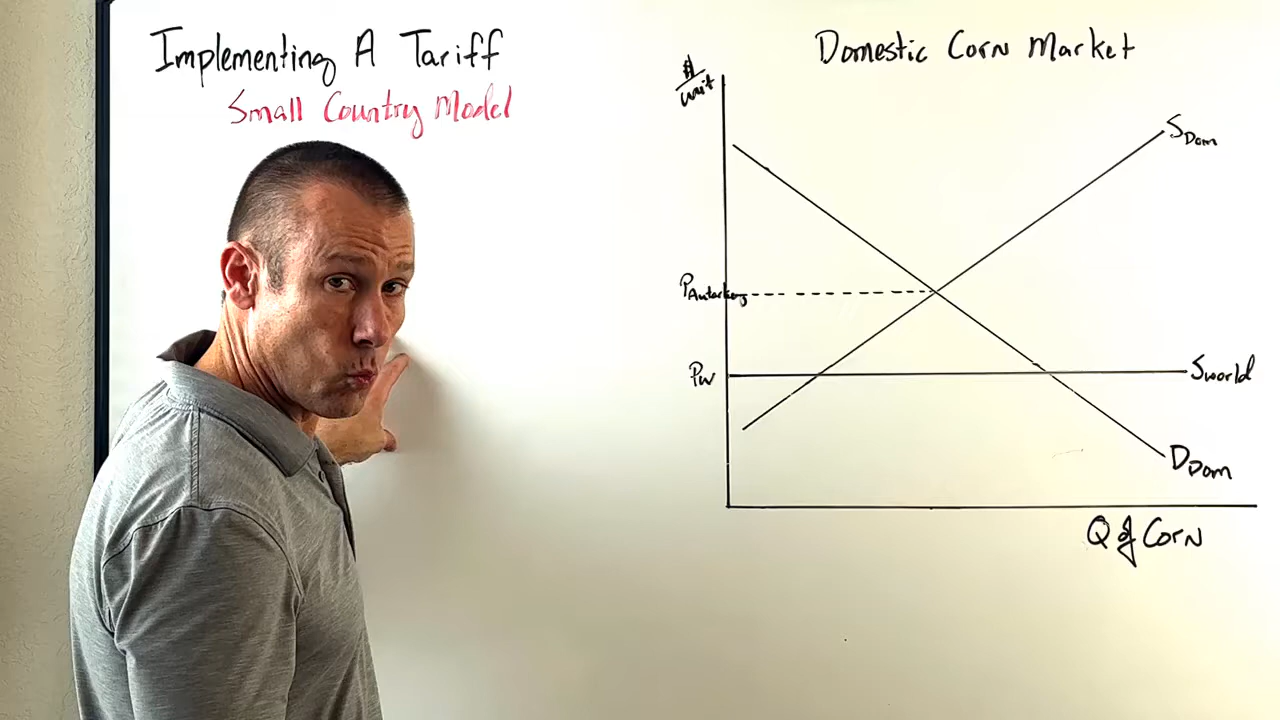 Implementing A Tariff
Small Country Model
Domestic Corn Market
$/unit
SDom
PAutarky
Pw
Sworld
DDom
Q of Corn